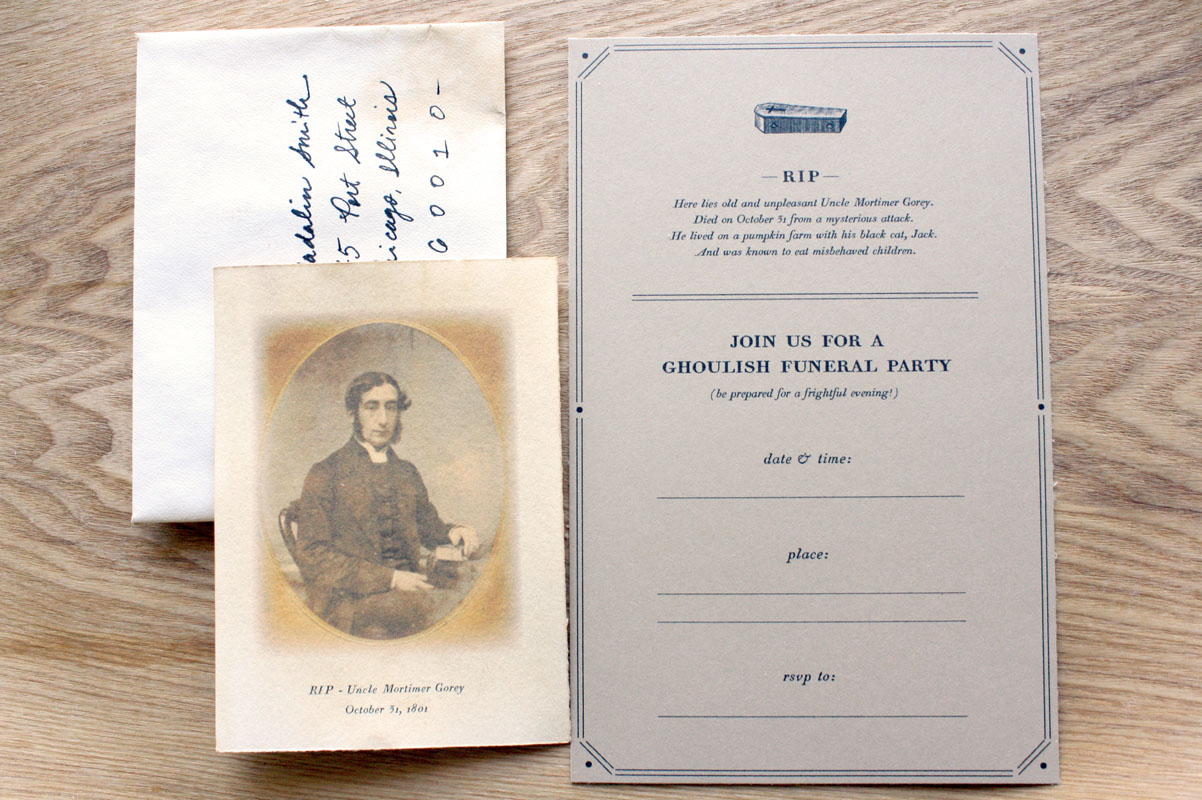 adalin Smith
5 Port Street
icago, Illinois
6 0 0 1 0 -
RIP - Uncle Mortimer Gorey
October 31, 1801
— RIP —
Here lies old and unpleasant Uncle Mortimer Gorey.
Died on October 31 from a mysterious attack.
He lived on a pumpkin farm with his black cat, Jack.
And was known to eat misbehaved children.
JOIN US FOR A
GHOULISH FUNERAL PARTY
(be prepared for a frightful evening!)
date & time:
place:
rsvp to: